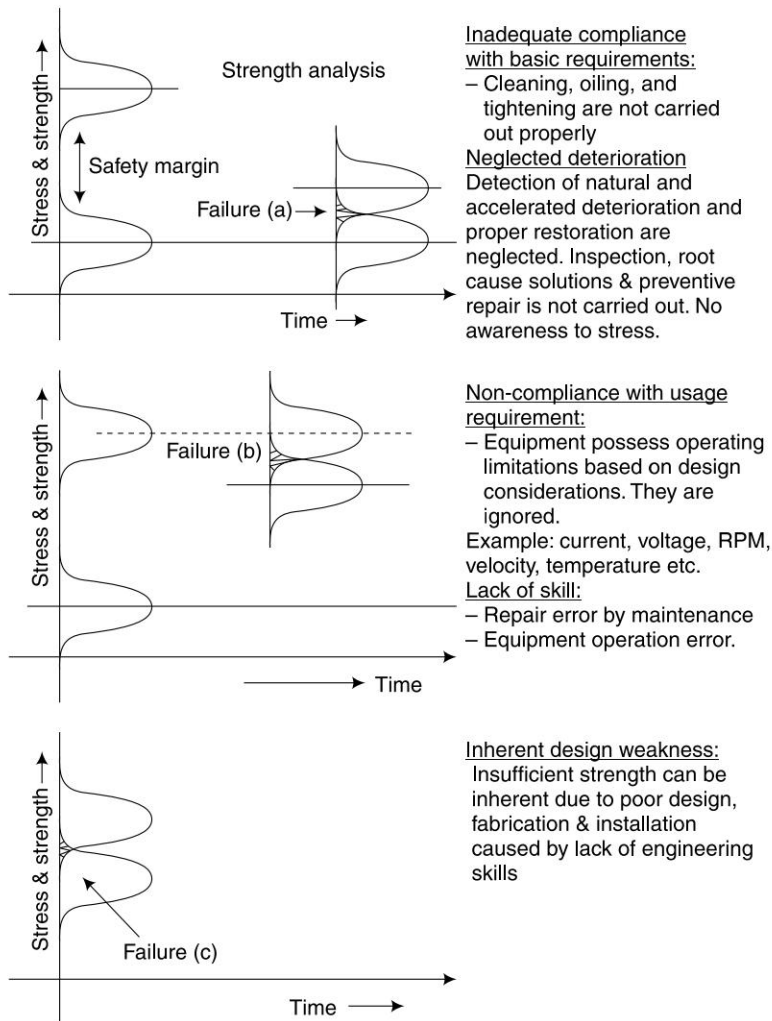 Stress & strength
Strength analysis
Safety margin
Failure (a)
Time
Inadequate compliance
with basic requirements:
– Cleaning, oiling, and
tightening are not carried
out properly
Neglected deterioration
Detection of natural and
accelerated deterioration and
proper restoration are
neglected. Inspection, root
cause solutions & preventive
repair is not carried out. No
awareness to stress.
Stress & strength
Failure (b)
Time
Non-compliance with usage
requirement:
– Equipment possess operating
limitations based on design
considerations. They are
ignored.
Example: current, voltage, RPM,
velocity, temperature etc.
Lack of skill:
– Repair error by maintenance
– Equipment operation error.
Stress & strength
Failure (c)
Time
Inherent design weakness:
Insufficient strength can be
inherent due to poor design,
fabrication & installation
caused by lack of engineering
skills